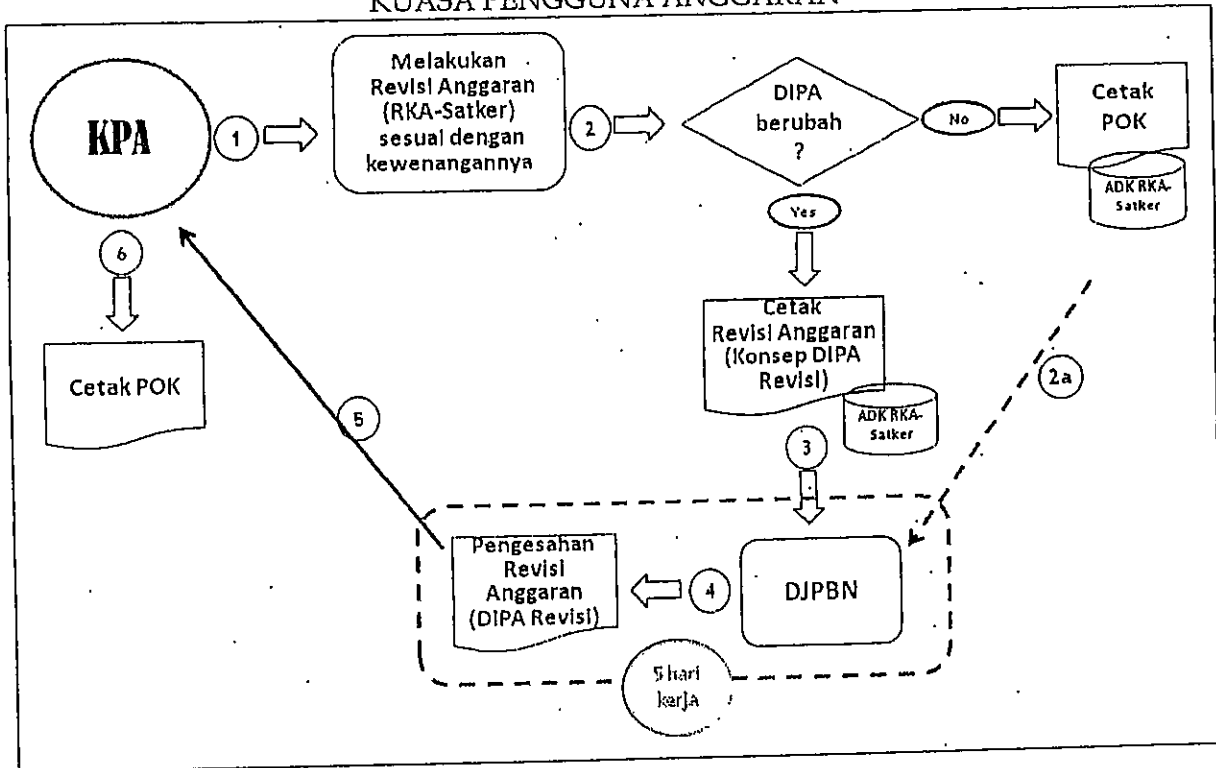 KUASA PENGGUNA ANGGARAN
KPA
1
Melakukan
Revisi Anggaran
(RKA-Satker)
sesuai dengan
kewenangannya
2
DIPA
berubah
?
No
Cetak
POK
ADK RKA-
Satker
Yes
6
Cetak POK
Cetak
Revisi Anggaran
(Konsep DIPA
Revisi)
ADK RKA-
Satker
2a
5
3
Pengesahan
Revisi
Anggaran
(DIPA Revisi)
4
DJPBN
5 hari
kerja